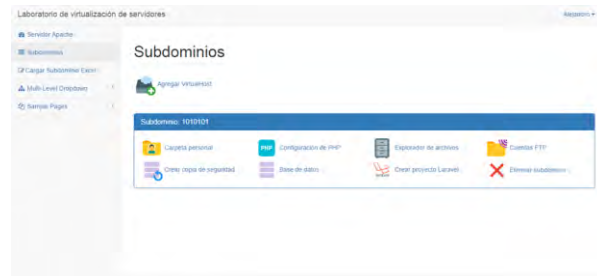 Laboratorio de virtualización de servidores
Alejandro
Servidor Apache
Subdominios
Cargar Subdominio Excel
Multi-Level Dropdown
Sample Pages
Subdominios
Agregar VirtualHost
Subdominio: 1010101
Carpeta personal
PHP
Configuración de PHP
Explorador de archivos
Cuentas FTP
Crear copia de seguridad
Base de datos
Crear proyecto Laravel
Eliminar subdominio